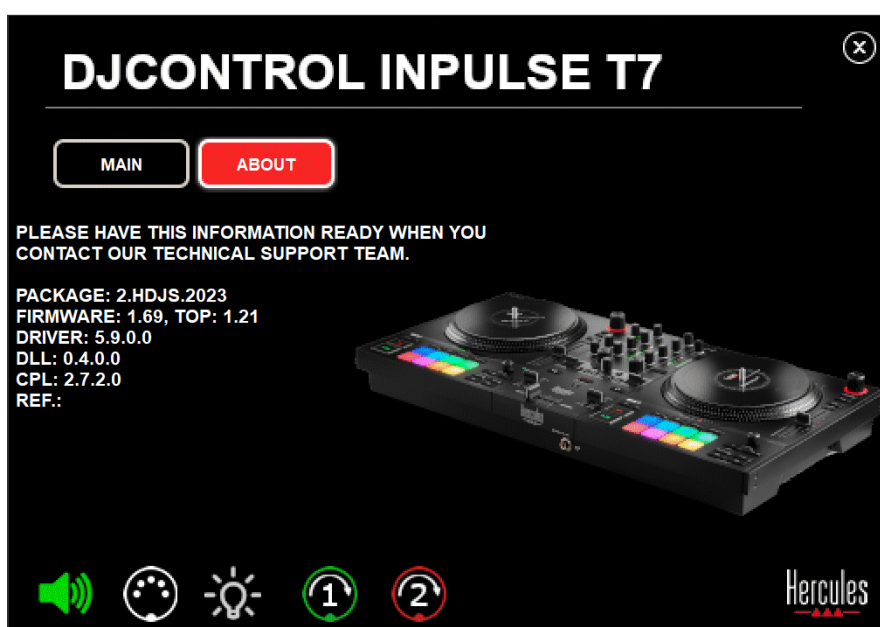 DJCONTROL INPULSE T7
MAIN
ABOUT
PLEASE HAVE THIS INFORMATION READY WHEN YOU
CONTACT OUR TECHNICAL SUPPORT TEAM.
PACKAGE: 2.HDJS.2023
FIRMWARE: 1.69, TOP: 1.21
DRIVER: 5.9.0.0
DLL: 0.4.0.0
CPL: 2.7.2.0
REF.:
1
2
Hercules